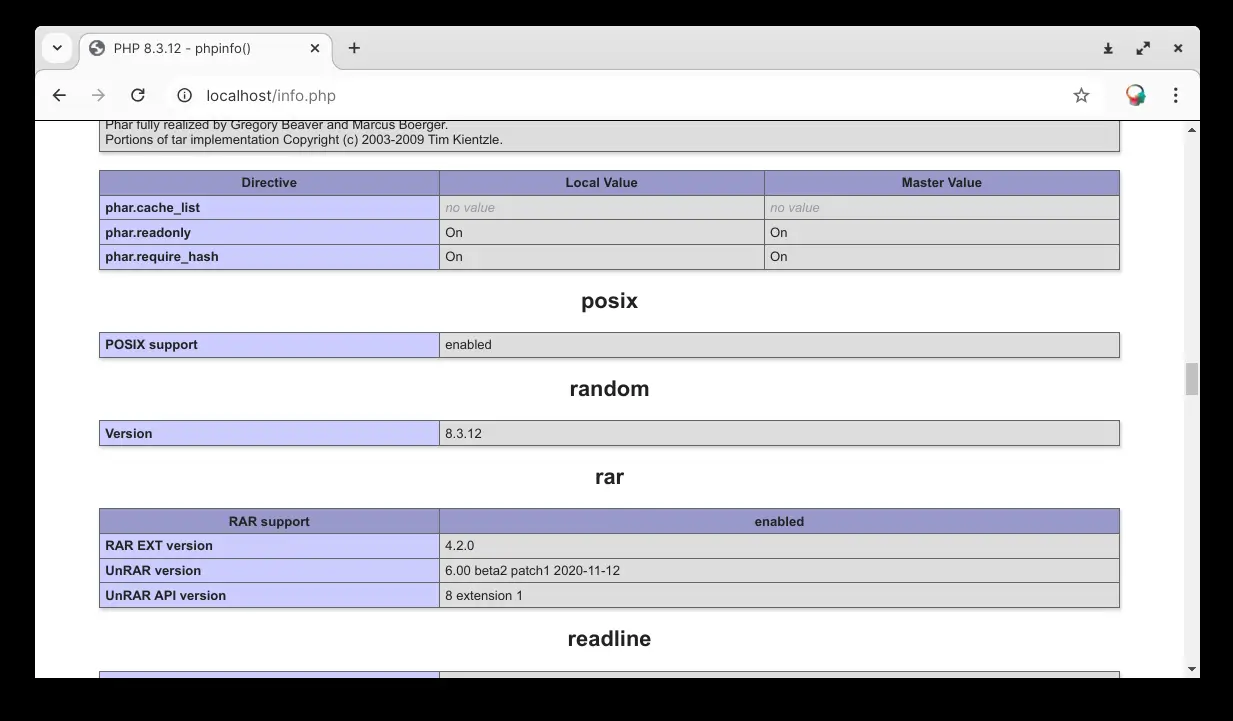 PHP 8.3.12 - phpinfo()
localhost/info.php
Phar fully realized by Gregory Beaver and Marcus Boerger.
Portions of tar implementation Copyright (c) 2003-2009 Tim Kientzle.
Directive Local Value Master Value
phar.cache_list no value no value
phar.readonly On On
phar.require_hash On On
posix
POSIX support enabled
random
Version 8.3.12
rar
RAR support enabled
RAR EXT version 4.2.0
UnRAR version 6.00 beta2 patch1 2020-11-12
UnRAR API version 8 extension 1
readline